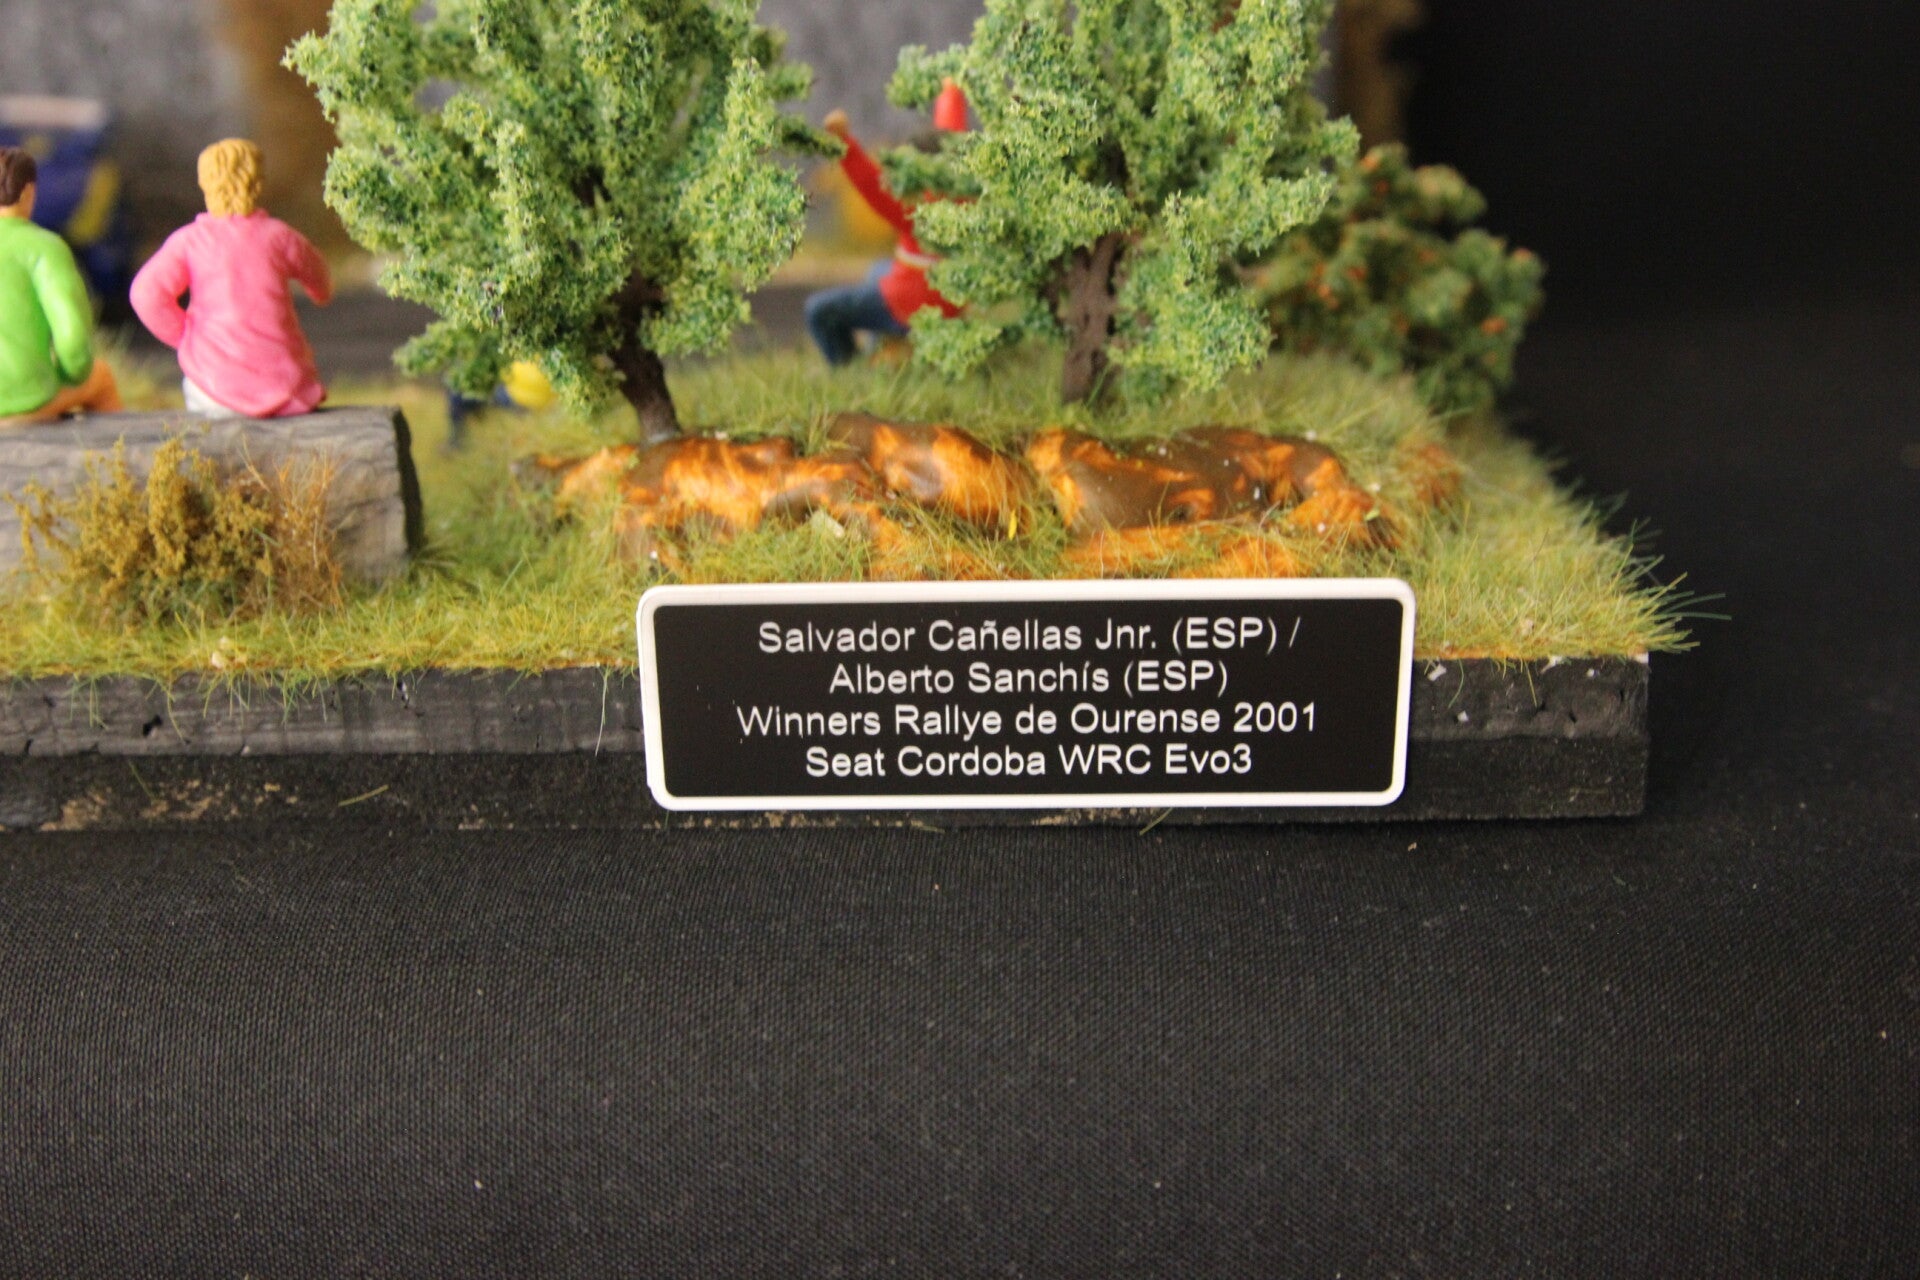 Salvador Cañellas Jnr. (ESP) /
Alberto Sanchís (ESP)
Winners Rallye de Ourense 2001
Seat Cordoba WRC Evo3